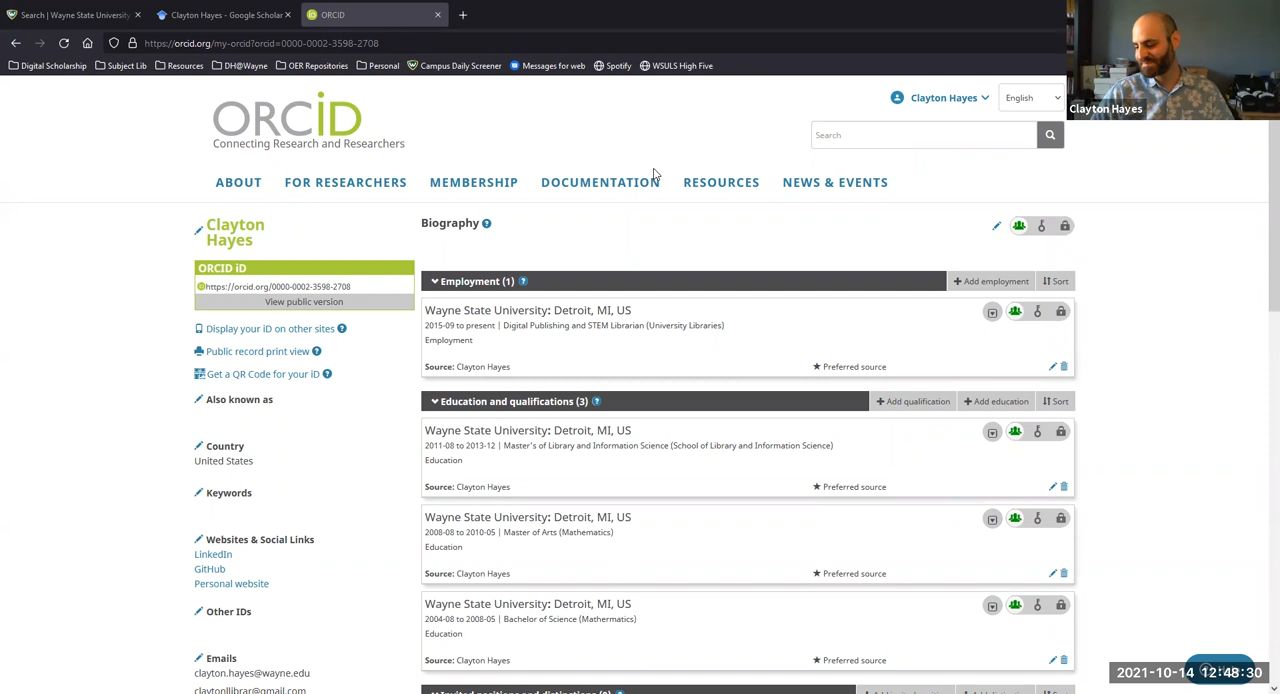 Search | Wayne State University
Clayton Hayes - Google Scholar
ORCID
https://orcid.org/my-orcid?orcid=0000-0002-3598-2708
Digital Scholarship
Subject Lib
Resources
DH@Wayne
OER Repositories
Personal
Campus Daily Screener
Messages for web
Spotify
WSULS High Five
Clayton Hayes
ORCID
Connecting Research and Researchers
Clayton Hayes
English
Search
ABOUT
FOR RESEARCHERS
MEMBERSHIP
DOCUMENTATION
RESOURCES
NEWS & EVENTS
Clayton
Hayes
ORCID iD
https://orcid.org/0000-0002-3598-2708
View public version
Display your iD on other sites
Public record print view
Get a QR Code for your iD
Also known as
Country
United States
Keywords
Websites & Social Links
LinkedIn
GitHub
Personal website
Other IDs
Emails
clayton.hayes@wayne.edu
claytonllibrar@gmail.com
Biography
Employment (1)
Add employment
Sort
Wayne State University: Detroit, MI, US
2015-09 to present | Digital Publishing and STEM Librarian (University Libraries)
Employment
Source: Clayton Hayes
Preferred source
Education and qualifications (3)
Add qualification
Add education
Sort
Wayne State University: Detroit, MI, US
2011-08 to 2013-12 | Master's of Library and Information Science (School of Library and Information Science)
Education
Source: Clayton Hayes
Preferred source
Wayne State University: Detroit, MI, US
2008-08 to 2010-05 | Master of Arts (Mathematics)
Education
Source: Clayton Hayes
Preferred source
Wayne State University: Detroit, MI, US
2004-08 to 2008-05 | Bachelor of Science (Mathermatics)
Education
Source: Clayton Hayes
Preferred source
2021-10-14 12:48:30